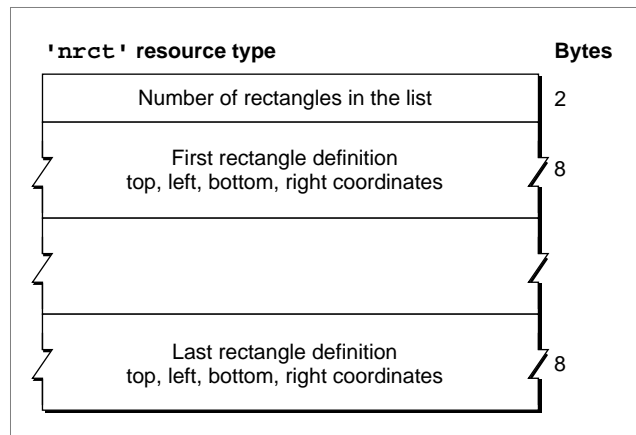 'nrct' resource type Bytes
Number of rectangles in the list 2
First rectangle definition
top, left, bottom, right coordinates 8
Last rectangle definition
top, left, bottom, right coordinates 8